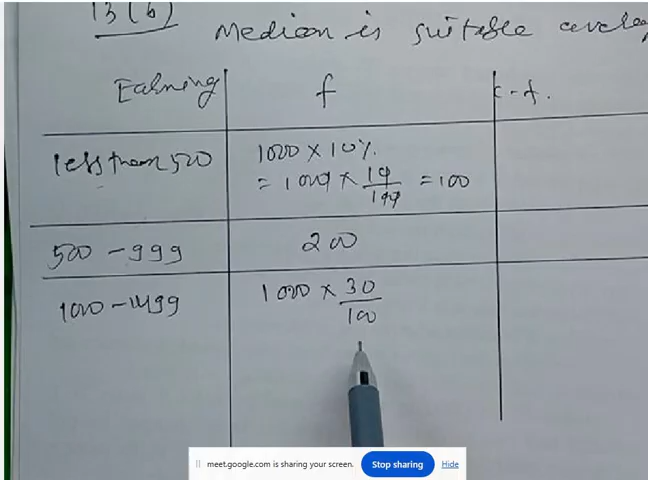 13 (b) Median is suitable
Earning f c.f.
less than 500 1000 × 10%
= 1000 × 10/100 = 100
500 - 999 200
1000 - 1499 1000 × 30/100
meet.google.com is sharing your screen. Stop sharing Hide